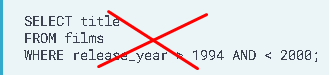 SELECT title
FROM films
WHERE release_year > 1994 AND < 2000;